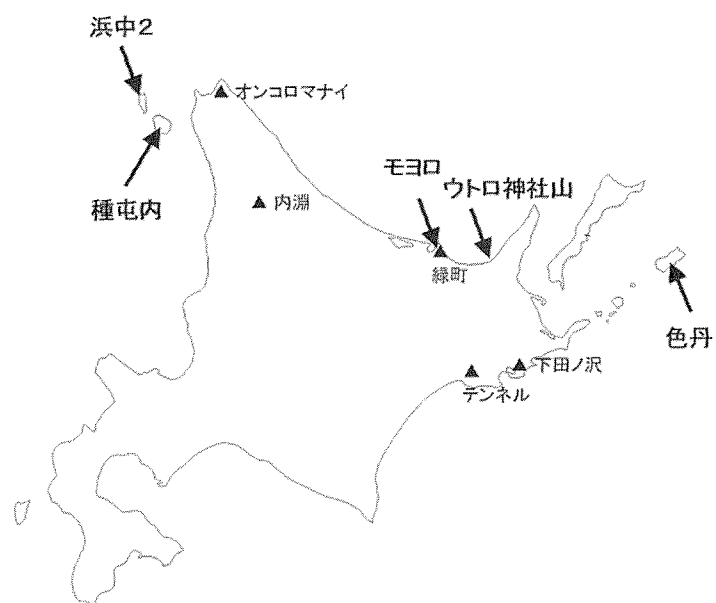 浜中２
オンコロマナイ
種屯内
内淵
モヨロ
ウトロ神社山
緑町
色丹
下田ノ沢
テンネル